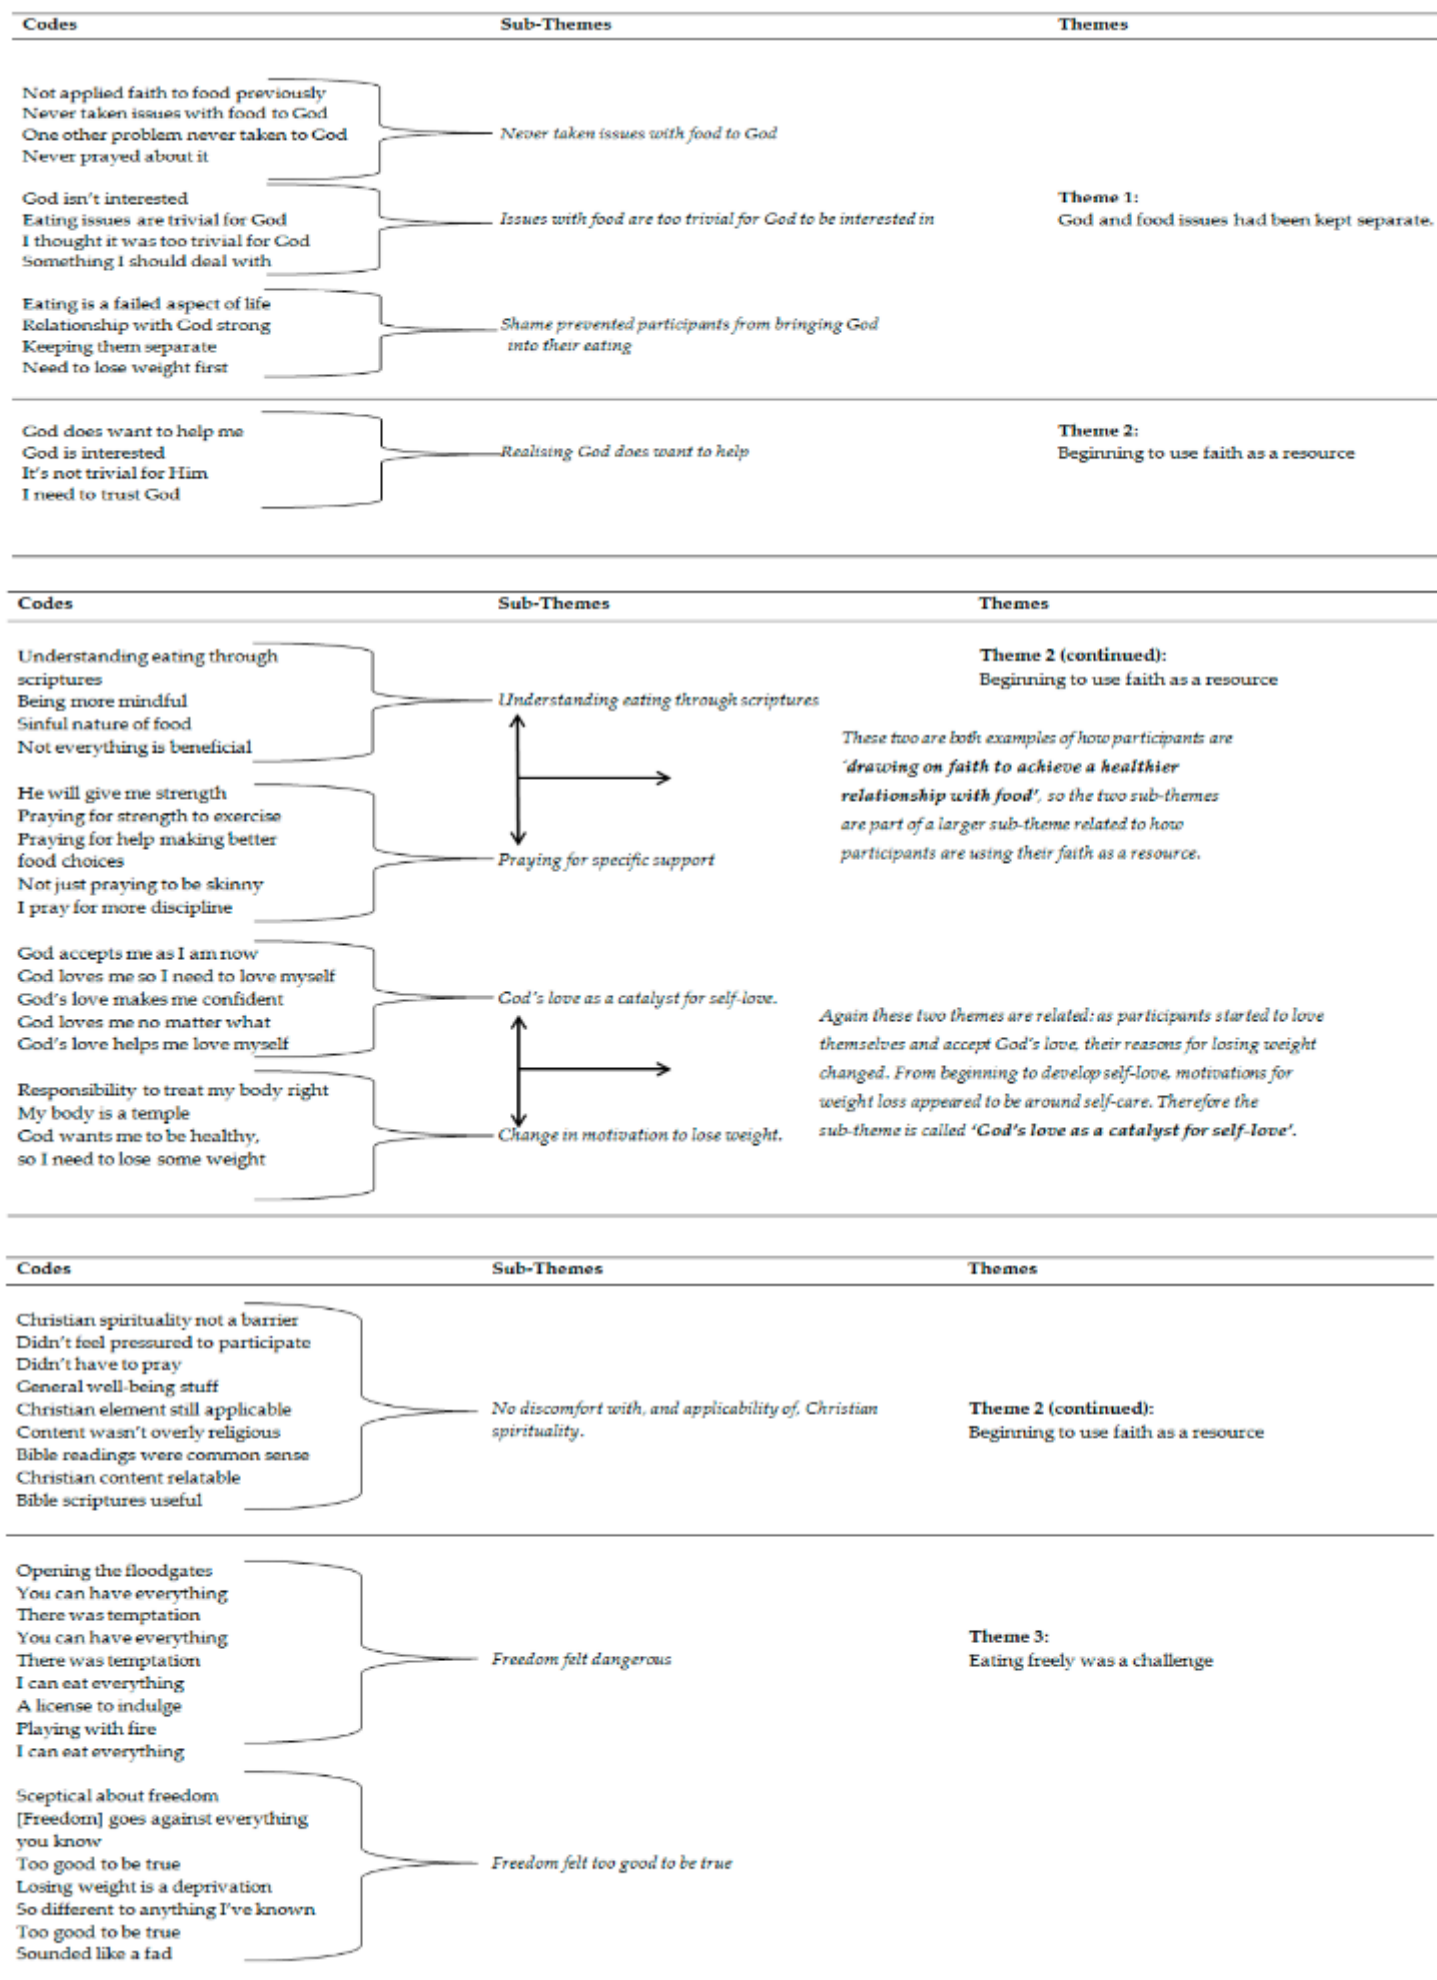 Codes Sub-Themes Themes
Not applied faith to food previously
Never taken issues with food to God
One other problem never taken to God
Never prayed about it
Never taken issues with food to God
God isn't interested
Eating issues are trivial for God
I thought it was too trivial for God
Something I should deal with
Issues with food are too trivial for God to be interested in
Theme 1:
God and food issues had been kept separate.
Eating is a failed aspect of life
Relationship with God strong
Keeping them separate
Need to lose weight first
Shame prevented participants from bringing God
into their eating
God does want to help me
God is interested
It's not trivial for Him
I need to trust God
Realising God does want to help
Theme 2:
Beginning to use faith as a resource
Codes Sub-Themes Themes
Understanding eating through
scriptures
Being more mindful
Sinful nature of food
Not everything is beneficial
Understanding eating through scriptures
Theme 2 (continued):
Beginning to use faith as a resource
He will give me strength
Praying for strength to exercise
Praying for help making better
food choices
Not just praying to be skinny
I pray for more discipline
Praying for specific support
These two are both examples of how participants are
'drawing on faith to achieve a healthier
relationship with food', so the two sub-themes
are part of a larger sub-theme related to how
participants are using their faith as a resource.
God accepts me as I am now
God loves me so I need to love myself
God's love makes me confident
God loves me no matter what
God's love helps me love myself
God's love as a catalyst for self-love.
Responsibility to treat my body right
My body is a temple
God wants me to be healthy,
so I need to lose some weight
Change in motivation to lose weight.
Again these two themes are related: as participants started to love
themselves and accept God's love, their reasons for losing weight
changed. From beginning to develop self-love, motivations for
weight loss appeared to be around self-care. Therefore the
sub-theme is called 'God's love as a catalyst for self-love'.
Codes Sub-Themes Themes
Christian spirituality not a barrier
Didn't feel pressured to participate
Didn't have to pray
General well-being stuff
Christian element still applicable
Content wasn't overly religious
Bible readings were common sense
Christian content relatable
Bible scriptures useful
No discomfort with, and applicability of, Christian
spirituality.
Theme 2 (continued):
Beginning to use faith as a resource
Opening the floodgates
You can have everything
There was temptation
You can have everything
There was temptation
I can eat everything
A license to indulge
Playing with fire
I can eat everything
Freedom felt dangerous
Theme 3:
Eating freely was a challenge
Sceptical about freedom
[Freedom] goes against everything
you know
Too good to be true
Losing weight is a deprivation
So different to anything I've known
Too good to be true
Sounded like a fad
Freedom felt too good to be true